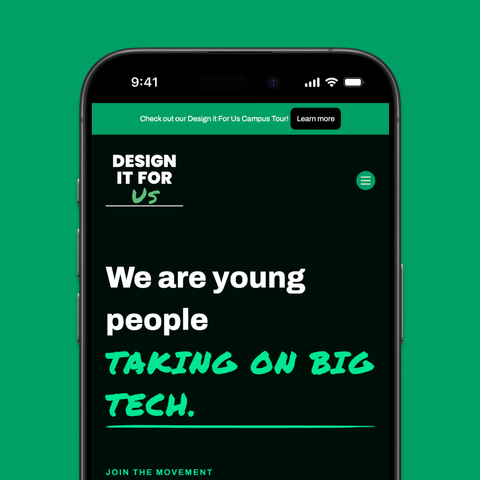 9:41
Check out our Design it For Us Campus Tour! Learn more
DESIGN
IT FOR
Us
We are young
people
TAKING ON BIG
TECH.
JOIN THE MOVEMENT